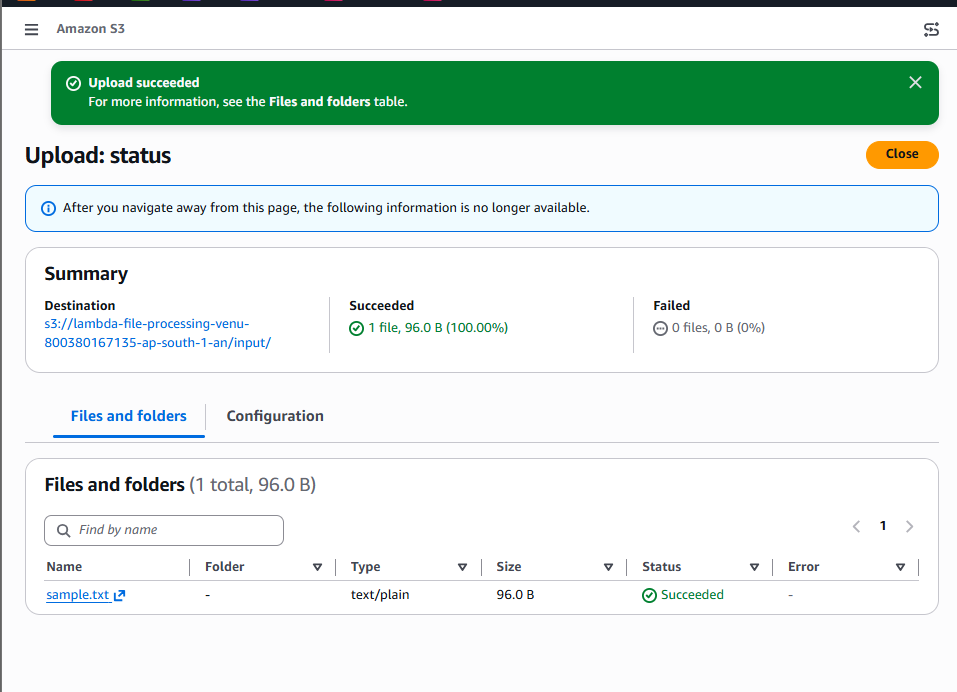 Amazon S3
Upload succeeded
For more information, see the Files and folders table.
Upload: status
Close
After you navigate away from this page, the following information is no longer available.
Summary
Destination
s3://lambda-file-processing-venu-
800380167135-ap-south-1-an/input/
Succeeded
1 file, 96.0 B (100.00%)
Failed
0 files, 0 B (0%)
Files and folders
Configuration
Files and folders (1 total, 96.0 B)
Find by name
1
Name Folder Type Size Status Error
sample.txt - text/plain 96.0 B Succeeded -